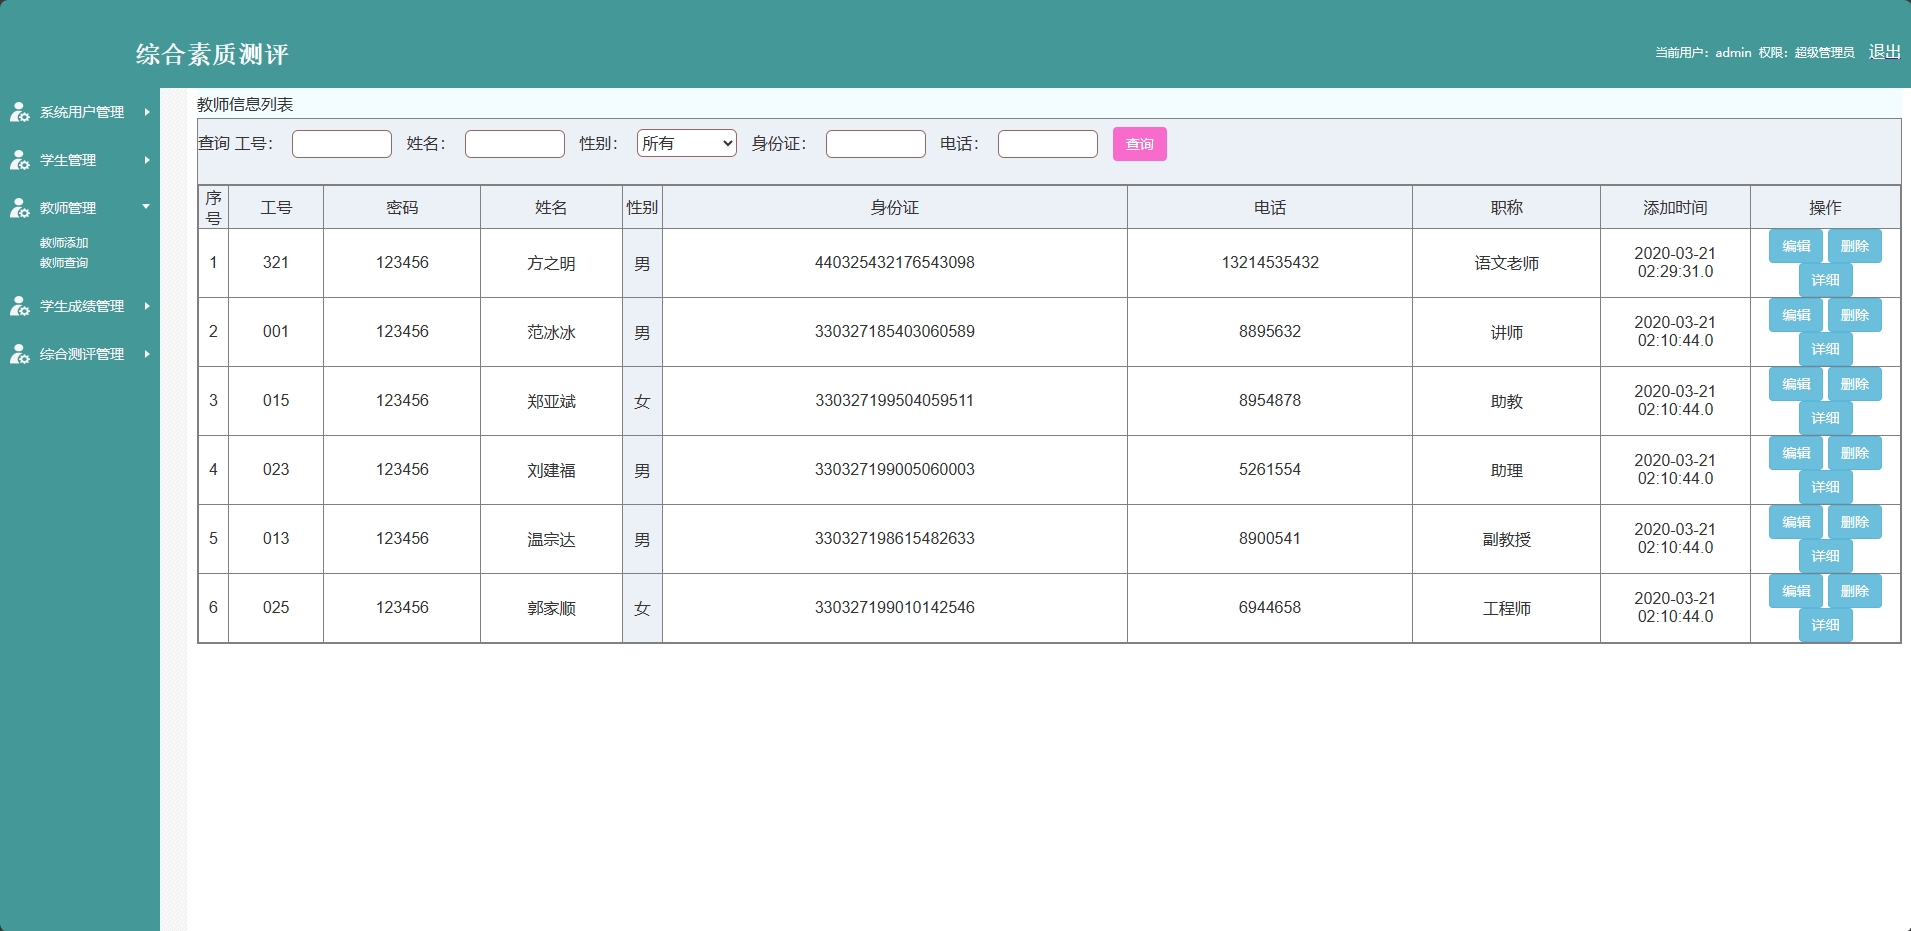 综合素质测评
当前用户：admin 权限：超级管理员 退出
系统用户管理
学生管理
教师管理
教师添加
教师查询
学生成绩管理
综合测评管理
教师信息列表
查询 工号： 姓名： 性别： 所有 身份证： 电话： 查询
序号 工号 密码 姓名 性别 身份证 电话 职称 添加时间 操作
1 321 123456 方之明 男 440325432176543098 13214535432 语文老师 2020-03-21 02:29:31.0 编辑 删除 详细
2 001 123456 范冰冰 男 330327185403060589 8895632 讲师 2020-03-21 02:10:44.0 编辑 删除 详细
3 015 123456 郑亚斌 女 330327199504059511 8954878 助教 2020-03-21 02:10:44.0 编辑 删除 详细
4 023 123456 刘建福 男 330327199005060003 5261554 助理 2020-03-21 02:10:44.0 编辑 删除 详细
5 013 123456 温宗达 男 330327198615482633 8900541 副教授 2020-03-21 02:10:44.0 编辑 删除 详细
6 025 123456 郭家顺 女 330327199010142546 6944658 工程师 2020-03-21 02:10:44.0 编辑 删除 详细